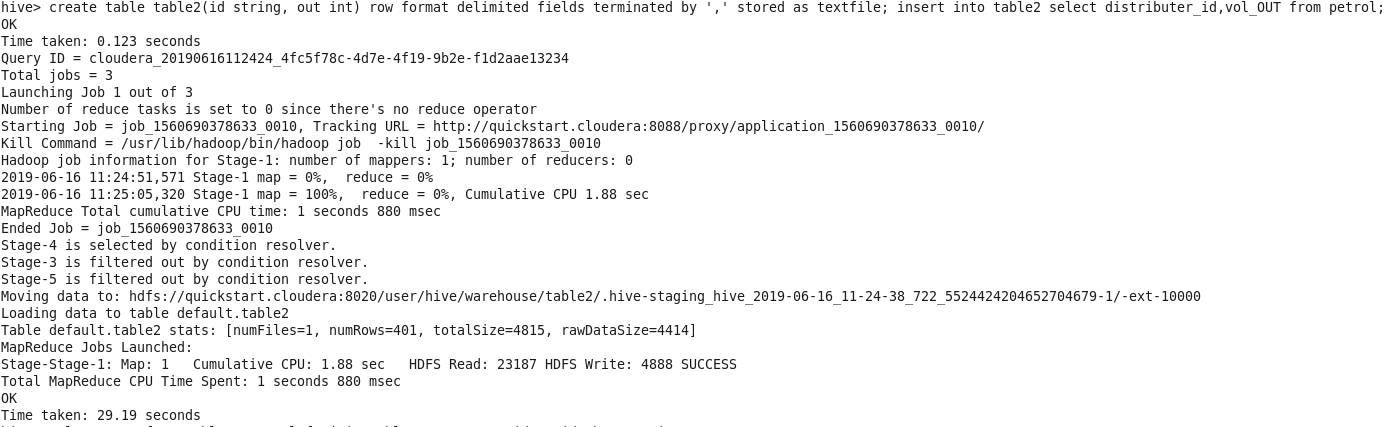 hive> create table table2(id string, out int) row format delimited fields terminated by ',' stored as textfile; insert into table2 select distributer_id,vol_OUT from petrol;
OK
Time taken: 0.123 seconds
Query ID = cloudera_20190616112424_4fc5f78c-4d7e-4f19-9b2e-f1d2aae13234
Total jobs = 3
Launching Job 1 out of 3
Number of reduce tasks is set to 0 since there's no reduce operator
Starting Job = job_1560690378633_0010, Tracking URL = http://quickstart.cloudera:8088/proxy/application_1560690378633_0010/
Kill Command = /usr/lib/hadoop/bin/hadoop job  -kill job_1560690378633_0010
Hadoop job information for Stage-1: number of mappers: 1; number of reducers: 0
2019-06-16 11:24:51,571 Stage-1 map = 0%,  reduce = 0%
2019-06-16 11:25:05,320 Stage-1 map = 100%,  reduce = 0%, Cumulative CPU 1.88 sec
MapReduce Total cumulative CPU time: 1 seconds 880 msec
Ended Job = job_1560690378633_0010
Stage-4 is selected by condition resolver.
Stage-3 is filtered out by condition resolver.
Stage-5 is filtered out by condition resolver.
Moving data to: hdfs://quickstart.cloudera:8020/user/hive/warehouse/table2/.hive-staging_hive_2019-06-16_11-24-38_722_5524424204652704679-1/-ext-10000
Loading data to table default.table2
Table default.table2 stats: [numFiles=1, numRows=401, totalSize=4815, rawDataSize=4414]
MapReduce Jobs Launched:
Stage-Stage-1: Map: 1   Cumulative CPU: 1.88 sec   HDFS Read: 23187 HDFS Write: 4888 SUCCESS
Total MapReduce CPU Time Spent: 1 seconds 880 msec
OK
Time taken: 29.19 seconds